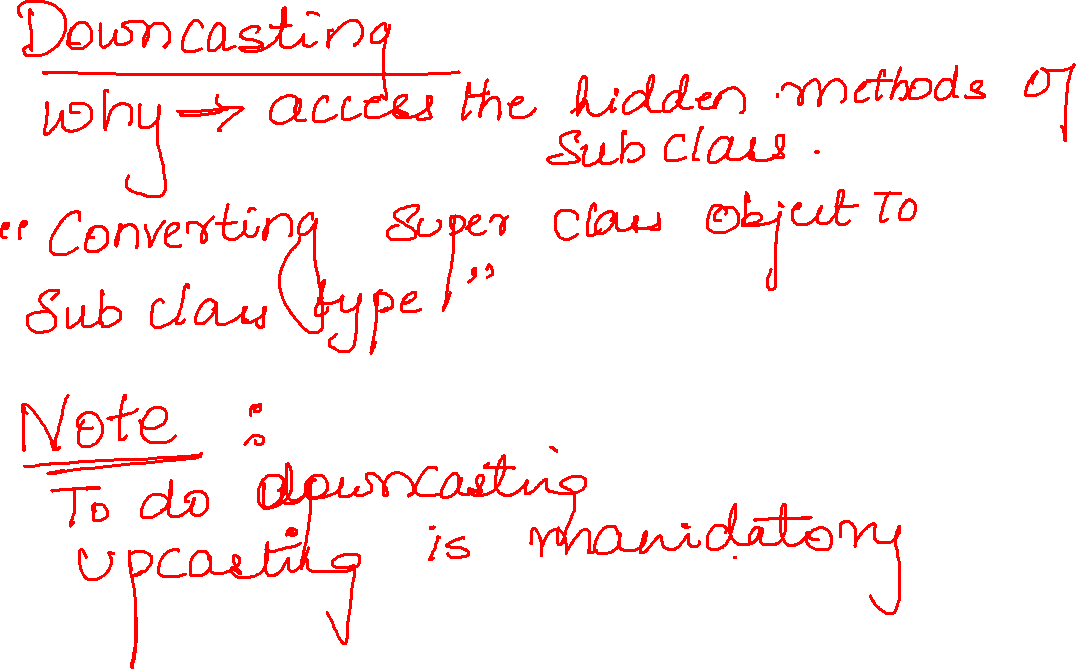 Downcasting
why → access the hidden methods of
sub class.
" Converting super class object To
sub class type "
Note :
To do downcasting
upcasting is manidatory